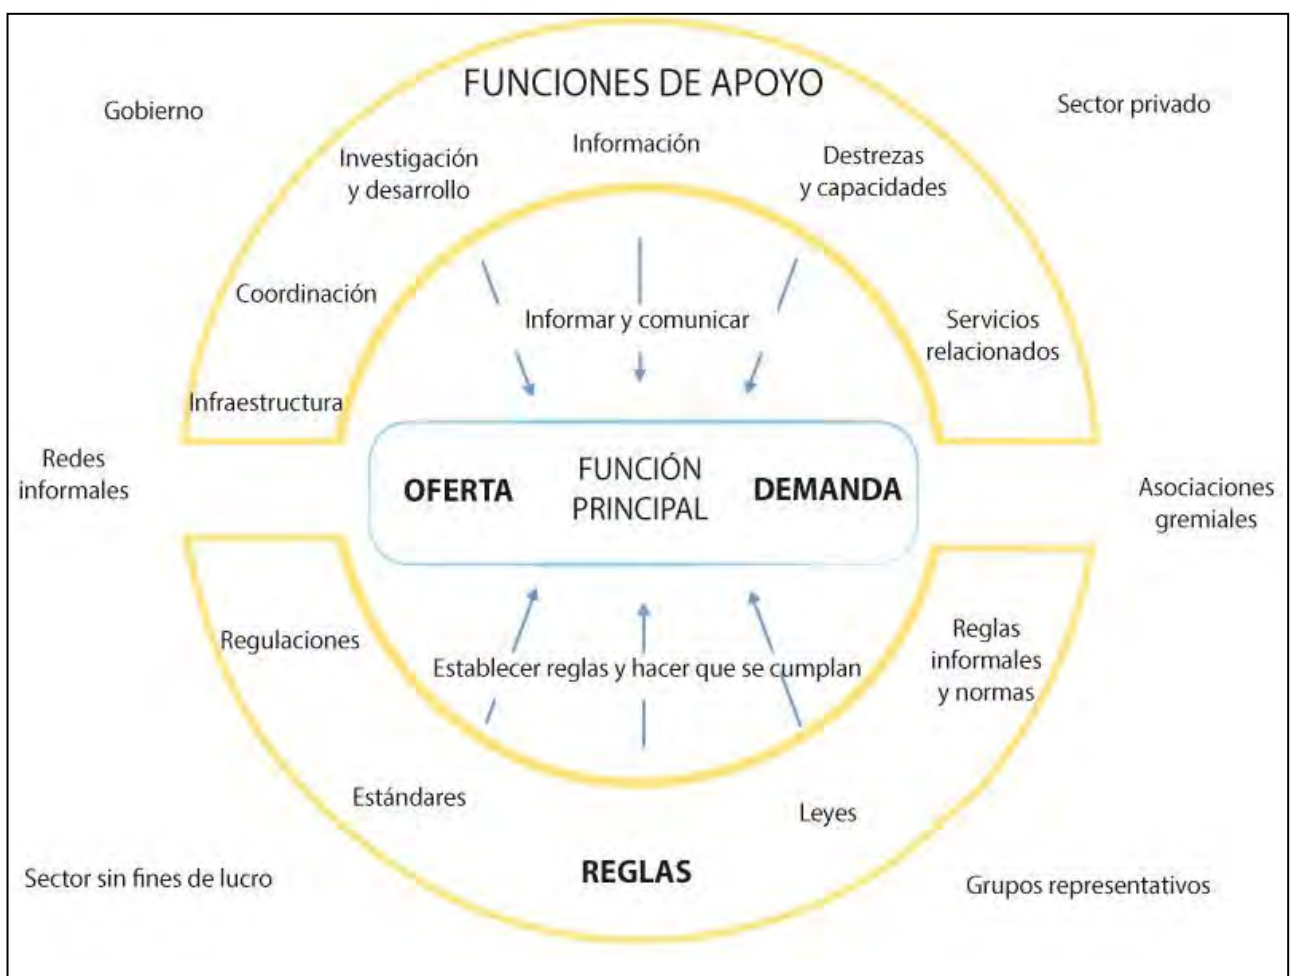 FUNCIONES DE APOYO
Gobierno
Sector privado
Información
Investigación
y desarrollo
Destrezas
y capacidades
Coordinación
Informar y comunicar
Servicios
relacionados
Infraestructura
Redes
informales
OFERTA
FUNCIÓN
PRINCIPAL
DEMANDA
Asociaciones
gremiales
Regulaciones
Establecer reglas y hacer que se cumplan
Reglas
informales
y normas
Estándares
Leyes
REGLAS
Sector sin fines de lucro
Grupos representativos